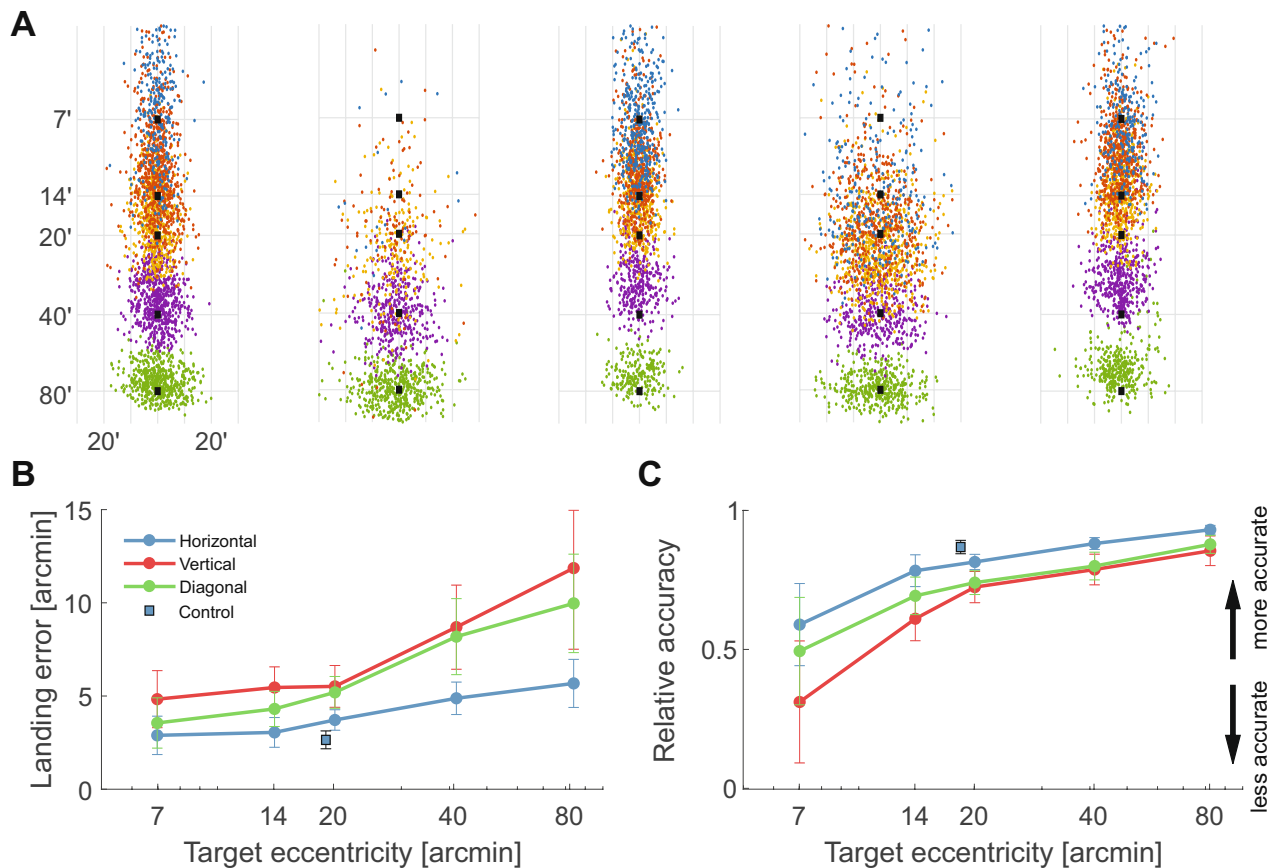 A
7'
14'
20'
40'
80'
20' 20'
B
15
10
5
0
Landing error [arcmin]
Horizontal
Vertical
Diagonal
Control
7 14 20 40 80
Target eccentricity [arcmin]
C
1
0.5
0
Relative accuracy
more accurate
less accurate
7 14 20 40 80
Target eccentricity [arcmin]